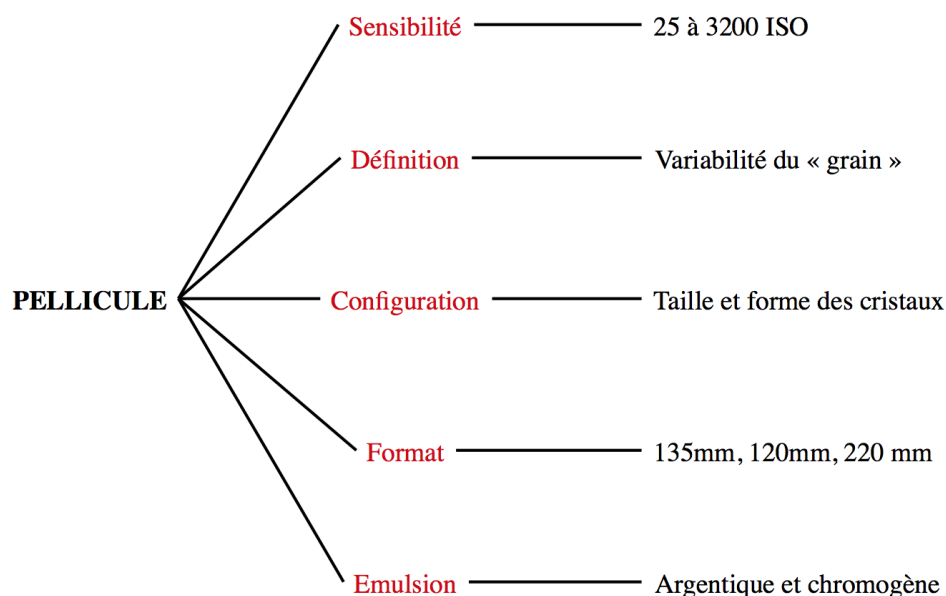 Sensibilité 25 à 3200 ISO
Définition Variabilité du « grain »
PELLICULE Configuration Taille et forme des cristaux
Format 135mm, 120mm, 220 mm
Emulsion Argentique et chromogène